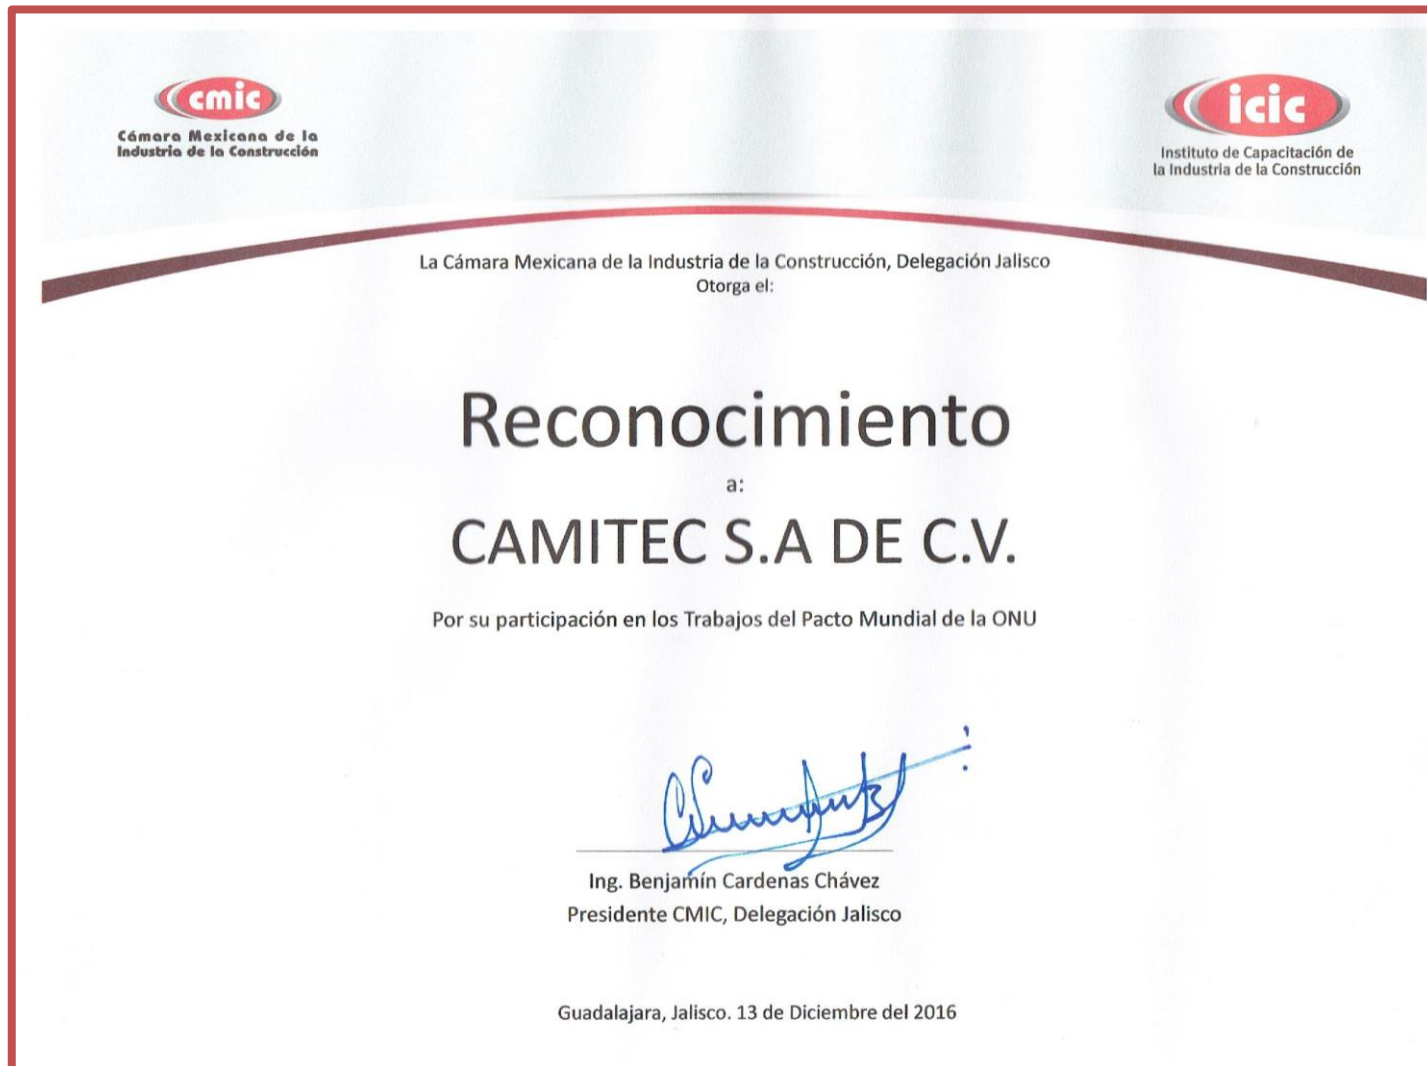 cmic
Cámara Mexicana de la
Industria de la Construcción
icic
Instituto de Capacitación de
la Industria de la Construcción
La Cámara Mexicana de la Industria de la Construcción, Delegación Jalisco
Otorga el:
Reconocimiento
a:
CAMITEC S.A DE C.V.
Por su participación en los Trabajos del Pacto Mundial de la ONU
Ing. Benjamín Cardenas Chávez
Presidente CMIC, Delegación Jalisco
Guadalajara, Jalisco. 13 de Diciembre del 2016